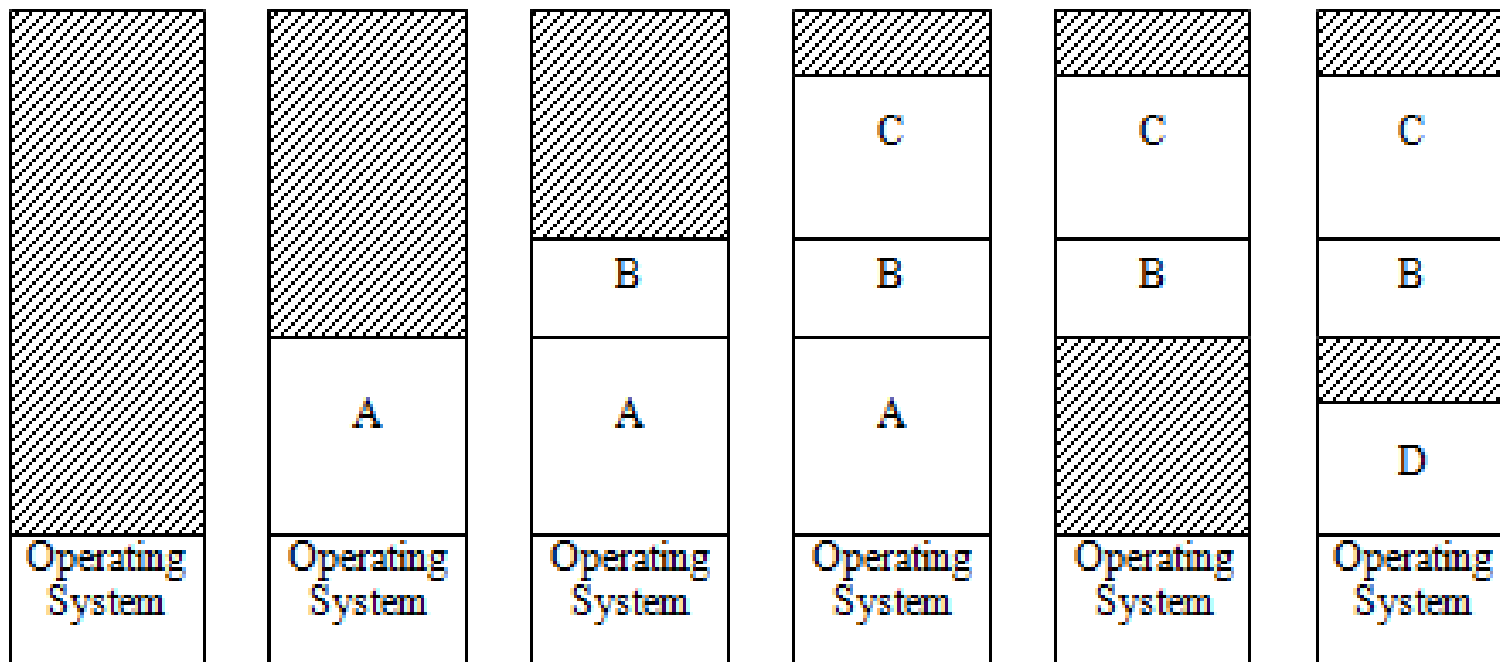 C
C
C
B
B
B
B
A
A
A
D
Operating
System
Operating
System
Operating
System
Operating
System
Operating
System
Operating
System